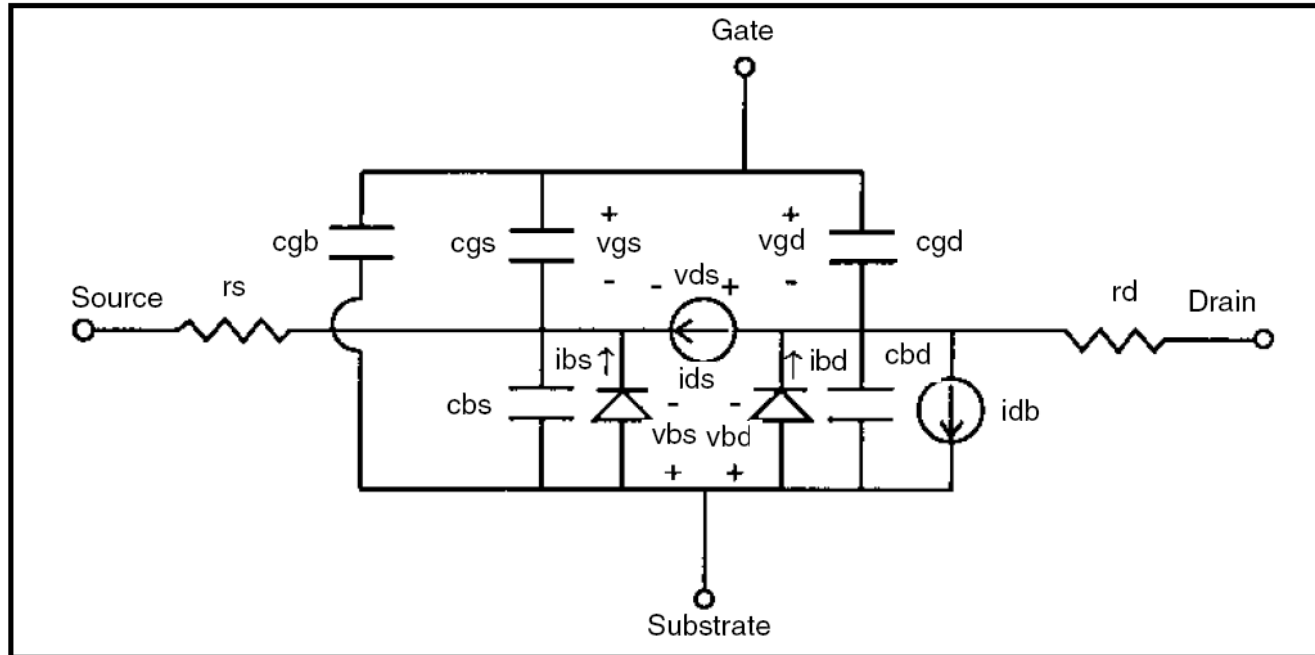 Gate
cgb
cgs
+
vgs
-
+
vgd
-
cgd
- vds +
Source
rs
rd
Drain
ibs ↑
ids
↑ ibd
cbd
cbs
-
vbs
+
-
vbd
+
idb
Substrate